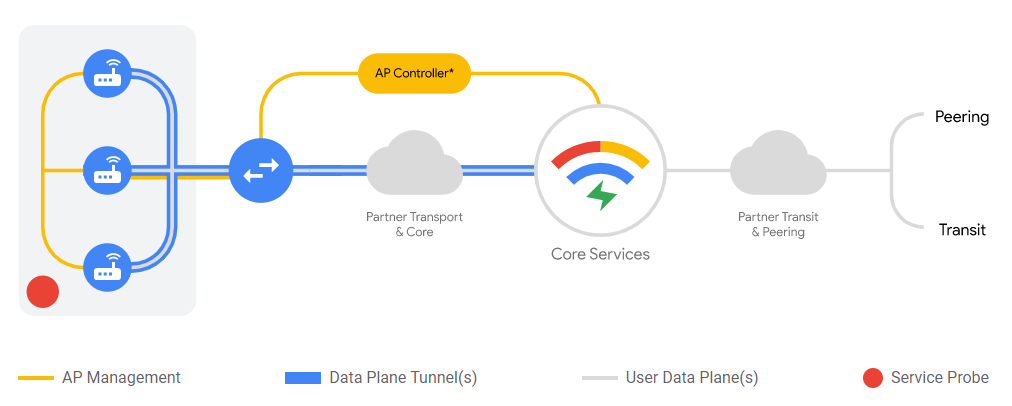 AP Controller*
Peering
Partner Transport
& Core
Partner Transit
& Peering
Transit
Core Services
AP Management
Data Plane Tunnel(s)
User Data Plane(s)
Service Probe